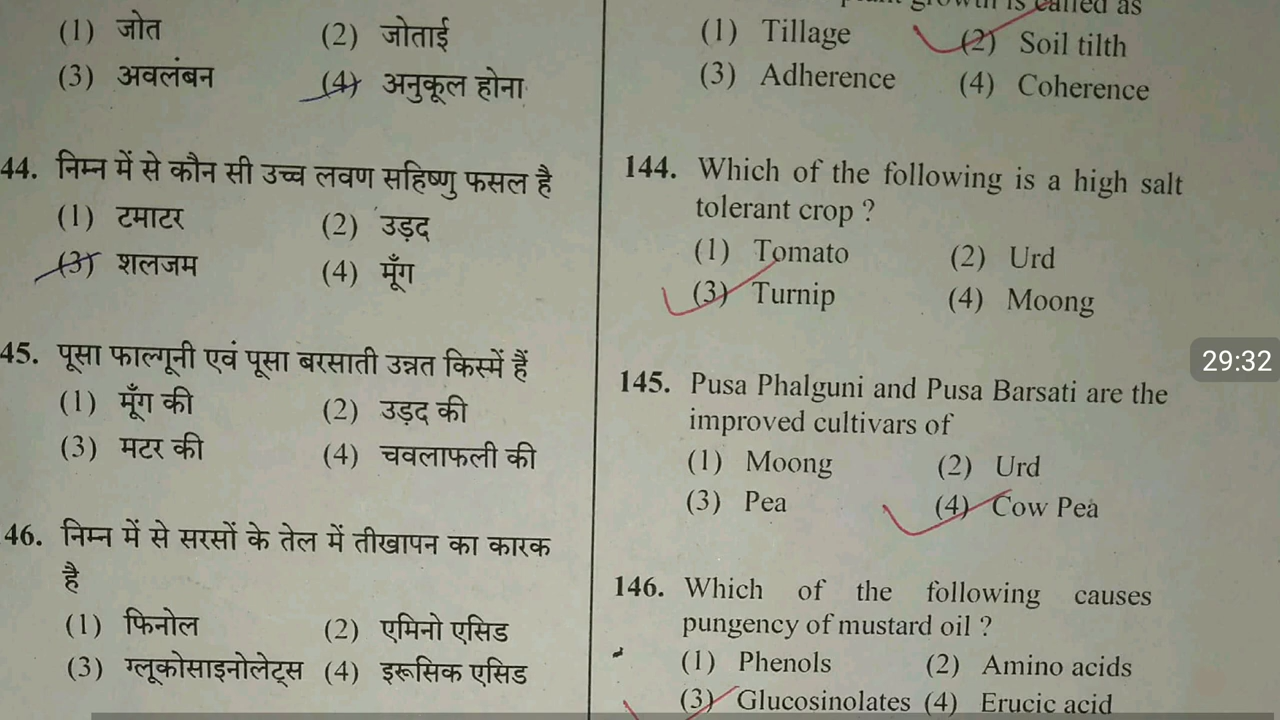 (1) जोत (2) जोताई
(3) अवलंबन (4) अनुकूल होना
44. निम्न में से कौन सी उच्च लवण सहिष्णु फसल है
(1) टमाटर (2) उड़द
(3) शलजम (4) मूँग
45. पूसा फाल्गूनी एवं पूसा बरसाती उन्नत किस्में हैं
(1) मूँग की (2) उड़द की
(3) मटर की (4) चवलाफली की
46. निम्न में से सरसों के तेल में तीखापन का कारक
है
(1) फिनोल (2) एमिनो एसिड
(3) ग्लूकोसाइनोलेट्स (4) इरूसिक एसिड
growth is called as
(1) Tillage (2) Soil tilth
(3) Adherence (4) Coherence
144. Which of the following is a high salt
tolerant crop ?
(1) Tomato (2) Urd
(3) Turnip (4) Moong
145. Pusa Phalguni and Pusa Barsati are the
improved cultivars of
(1) Moong (2) Urd
(3) Pea (4) Cow Pea
146. Which of the following causes
pungency of mustard oil ?
(1) Phenols (2) Amino acids
(3) Glucosinolates (4) Erucic acid
29:32